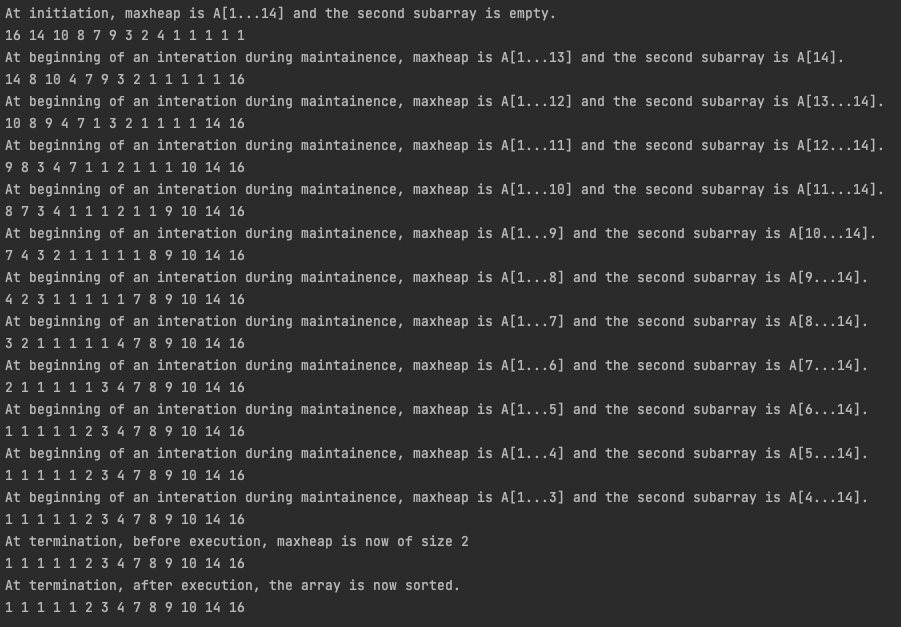 At initiation, maxheap is A[1...14] and the second subarray is empty.
16 14 10 8 7 9 3 2 4 1 1 1 1 1
At beginning of an interation during maintainence, maxheap is A[1...13] and the second subarray is A[14].
14 8 10 4 7 9 3 2 1 1 1 1 1 16
At beginning of an interation during maintainence, maxheap is A[1...12] and the second subarray is A[13...14].
10 8 9 4 7 1 3 2 1 1 1 1 14 16
At beginning of an interation during maintainence, maxheap is A[1...11] and the second subarray is A[12...14].
9 8 3 4 7 1 1 2 1 1 1 10 14 16
At beginning of an interation during maintainence, maxheap is A[1...10] and the second subarray is A[11...14].
8 7 3 4 1 1 1 2 1 1 9 10 14 16
At beginning of an interation during maintainence, maxheap is A[1...9] and the second subarray is A[10...14].
7 4 3 2 1 1 1 1 1 8 9 10 14 16
At beginning of an interation during maintainence, maxheap is A[1...8] and the second subarray is A[9...14].
4 2 3 1 1 1 1 1 7 8 9 10 14 16
At beginning of an interation during maintainence, maxheap is A[1...7] and the second subarray is A[8...14].
3 2 1 1 1 1 1 4 7 8 9 10 14 16
At beginning of an interation during maintainence, maxheap is A[1...6] and the second subarray is A[7...14].
2 1 1 1 1 1 3 4 7 8 9 10 14 16
At beginning of an interation during maintainence, maxheap is A[1...5] and the second subarray is A[6...14].
1 1 1 1 1 2 3 4 7 8 9 10 14 16
At beginning of an interation during maintainence, maxheap is A[1...4] and the second subarray is A[5...14].
1 1 1 1 1 2 3 4 7 8 9 10 14 16
At beginning of an interation during maintainence, maxheap is A[1...3] and the second subarray is A[4...14].
1 1 1 1 1 2 3 4 7 8 9 10 14 16
At termination, before execution, maxheap is now of size 2
1 1 1 1 1 2 3 4 7 8 9 10 14 16
At termination, after execution, the array is now sorted.
1 1 1 1 1 2 3 4 7 8 9 10 14 16